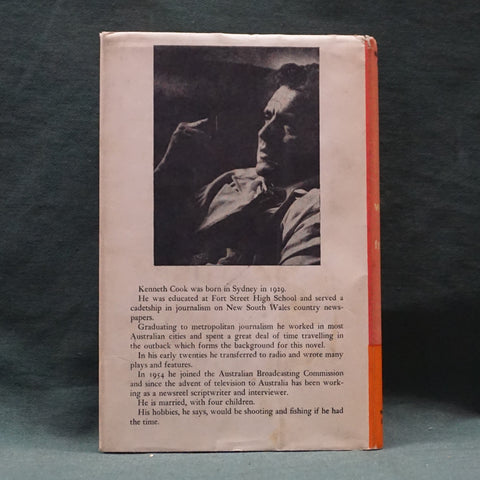 Kenneth Cook was born in Sydney in 1929.
He was educated at Fort Street High School and served a
cadetship in journalism on New South Wales country news-
papers.
Graduating to metropolitan journalism he worked in most
Australian cities and spent a great deal of time travelling in
the outback which forms the background for this novel.
In his early twenties he transferred to radio and wrote many
plays and features.
In 1954 he joined the Australian Broadcasting Commission
and since the advent of television to Australia has been work-
ing as a newsreel scriptwriter and interviewer.
He is married, with four children.
His hobbies, he says, would be shooting and fishing if he had
the time.